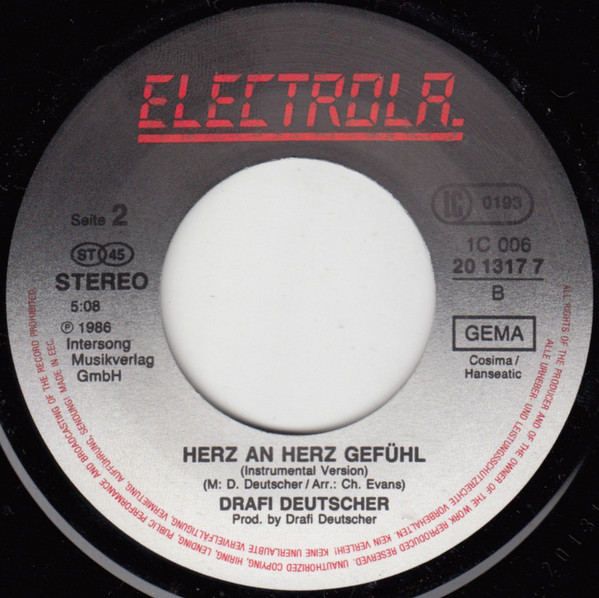 ELECTROLA.
Seite 2
ST 45
STEREO
5:08
℗ 1986
Intersong
Musikverlag
GmbH
LC 0193
1C 006
20 1317 7
B
GEMA
Cosima/
Hanseatic
HERZ AN HERZ GEFÜHL
(Instrumental Version)
(M: D. Deutscher/Arr.: Ch. Evans)
DRAFI DEUTSCHER
Prod. by Drafi Deutscher
ALL RIGHTS OF THE PRODUCER AND OF THE OWNER OF THE WORK REPRODUCED RESERVED. UNAUTHORIZED COPYING, HIRING, LENDING, PUBLIC PERFORMANCE AND BROADCASTING OF THE RECORD PROHIBITED.
ALLE URHEBER- UND LEISTUNGSSCHUTZRECHTE VORBEHALTEN. KEIN VERLEIH! KEINE UNERLAUBTE VERVIELFÄLTIGUNG, VERMIETUNG, AUFFÜHRUNG, SENDUNG! MADE IN EEC.